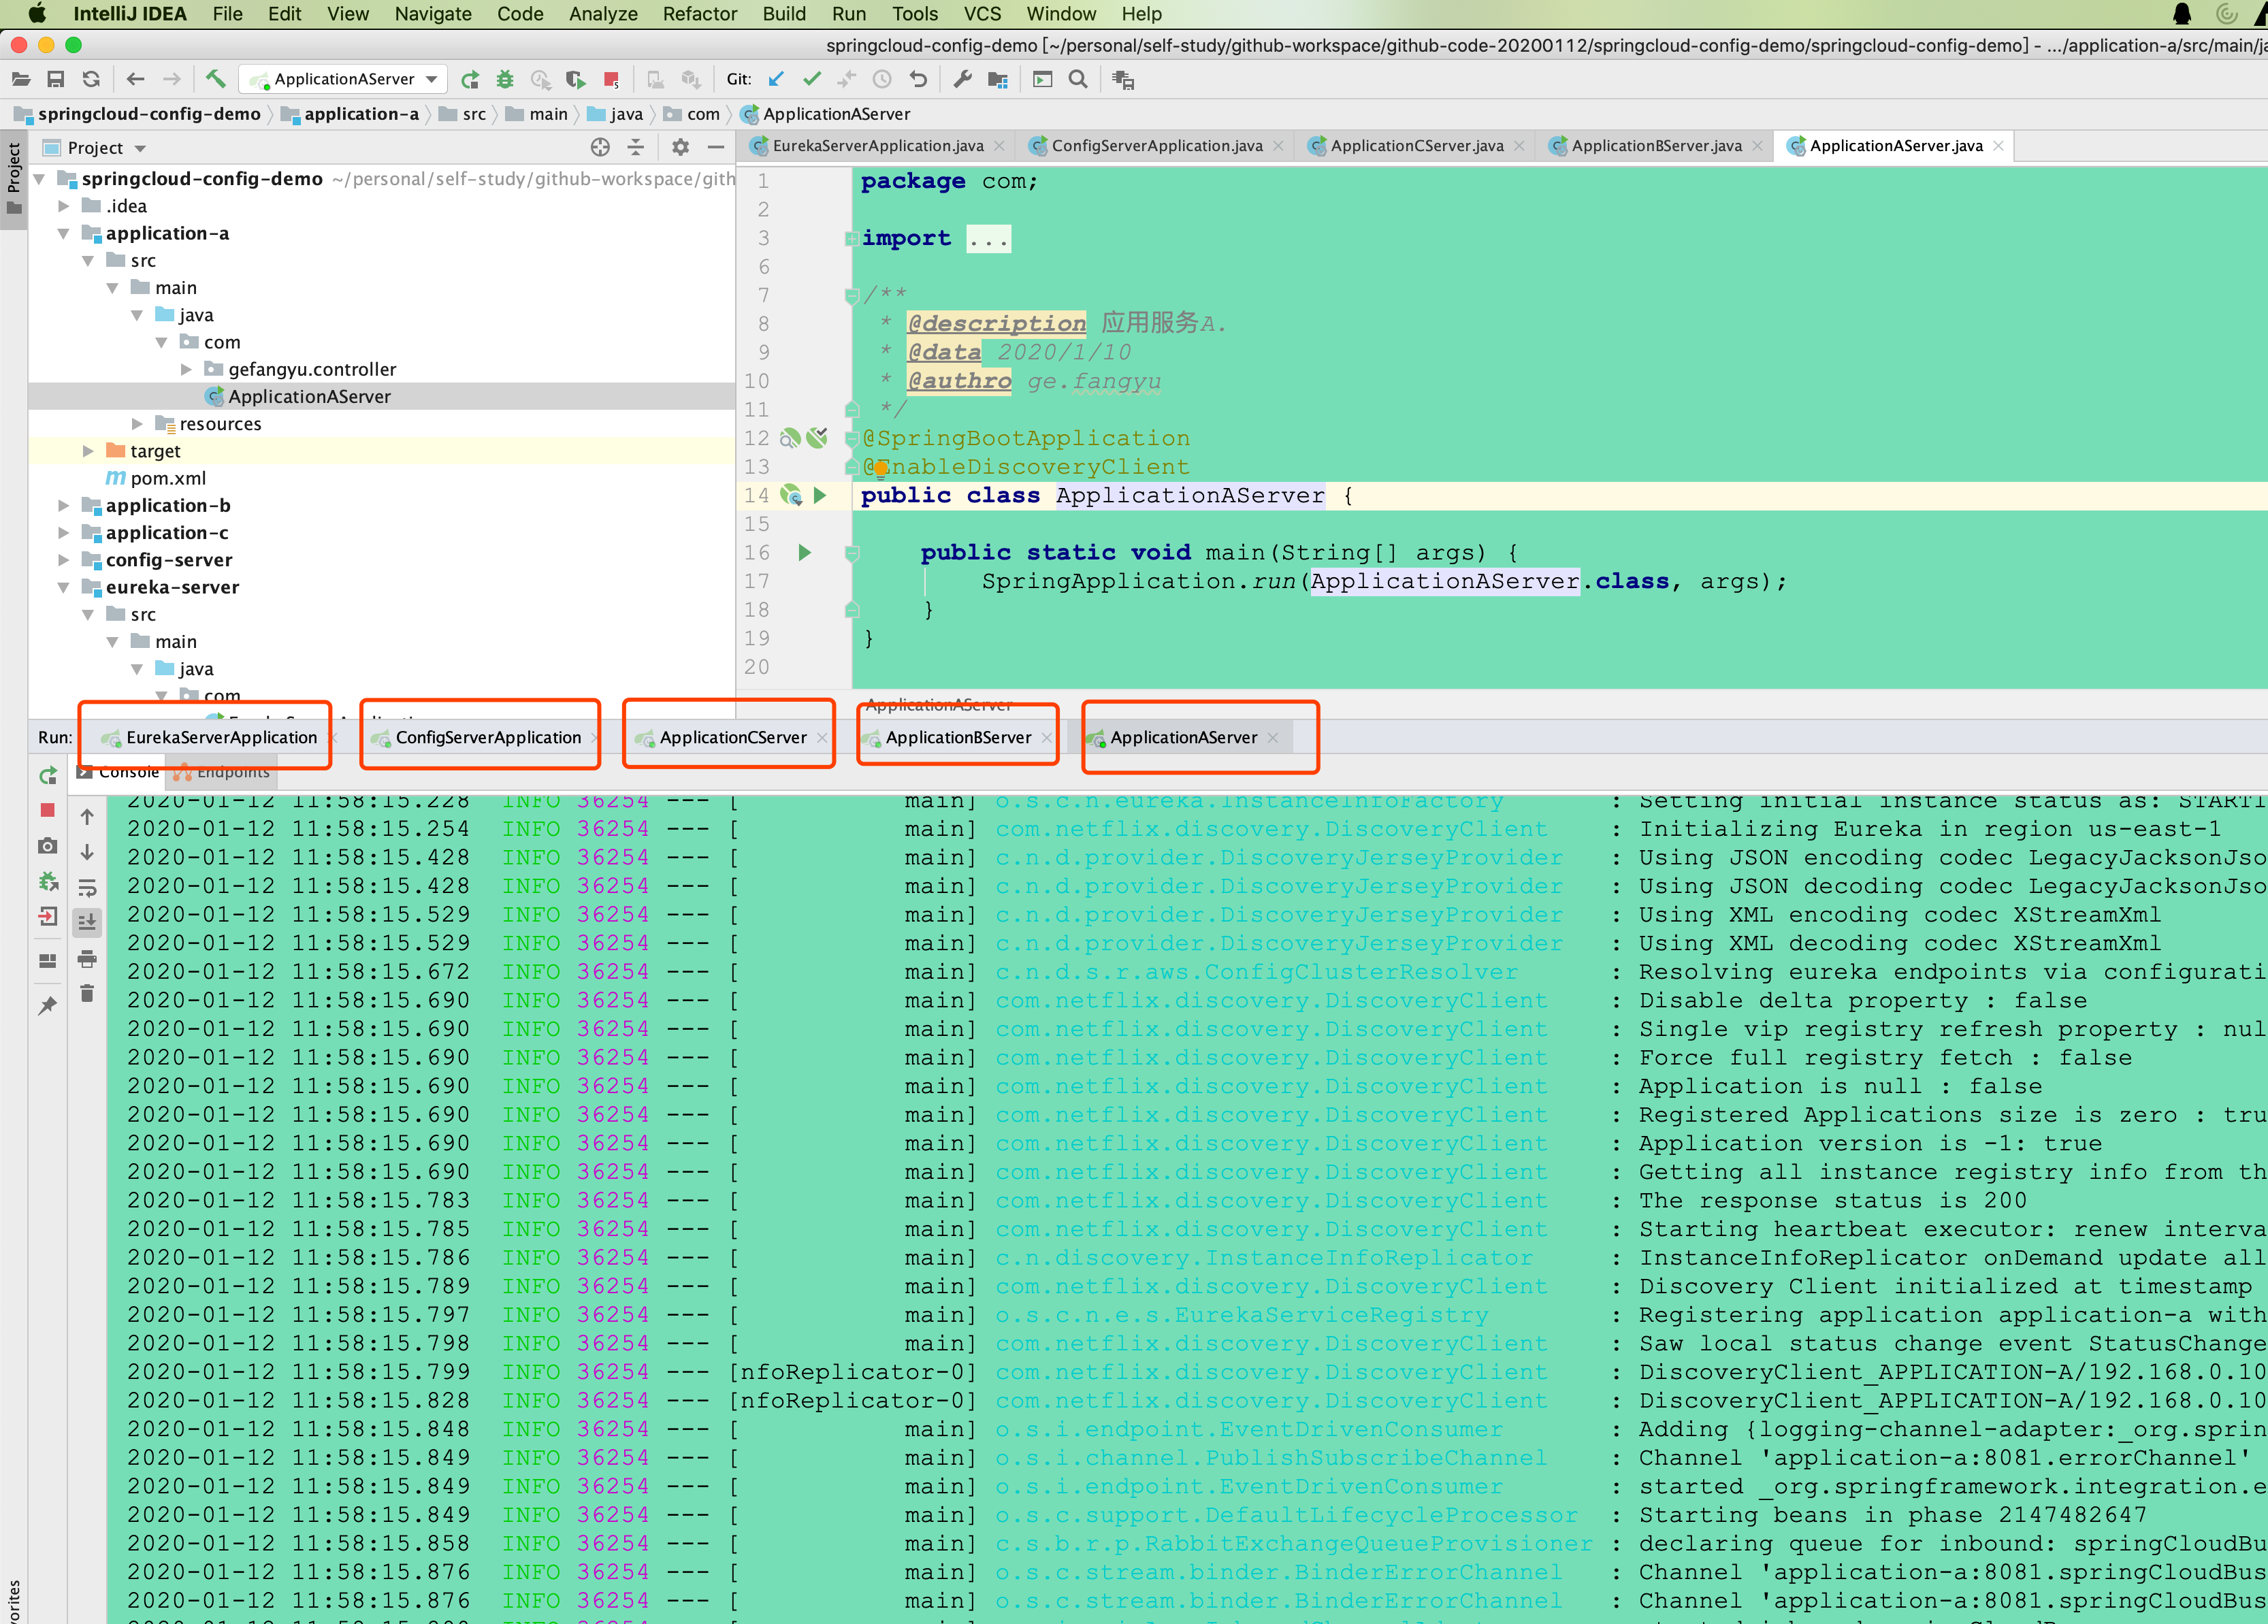 IntelliJ IDEA File Edit View Navigate Code Analyze Refactor Build Run Tools VCS Window Help
springcloud-config-demo [~/personal/self-study/github-workspace/github-code-20200112/springcloud-config-demo/springcloud-config-demo] - .../application-a/src/main/ja
ApplicationAServer Git:
springcloud-config-demo application-a src main java com ApplicationAServer
Project
Project
EurekaServerApplication.java ConfigServerApplication.java ApplicationCServer.java ApplicationBServer.java ApplicationAServer.java
springcloud-config-demo ~/personal/self-study/github-workspace/gith
.idea
application-a
src
main
java
com
gefangyu.controller
ApplicationAServer
resources
target
pom.xml
application-b
application-c
config-server
eureka-server
src
main
java
com
1 package com;
2
3 import ...
6
7 /**
8 * @description 应用服务A.
9 * @data 2020/1/10
10 * @authro ge.fangyu
11 */
12 @SpringBootApplication
13 @EnableDiscoveryClient
14 public class ApplicationAServer {
15
16 public static void main(String[] args) {
17 SpringApplication.run(ApplicationAServer.class, args);
18 }
19 }
20
ApplicationAServer
Run: EurekaServerApplication ConfigServerApplication ApplicationCServer ApplicationBServer ApplicationAServer
Console Endpoints
2020-01-12 11:58:15.228 INFO 36254 --- [ main] o.s.c.n.eureka.InstanceInfoFactory : Setting initial instance status as: STARTI
2020-01-12 11:58:15.254 INFO 36254 --- [ main] com.netflix.discovery.DiscoveryClient : Initializing Eureka in region us-east-1
2020-01-12 11:58:15.428 INFO 36254 --- [ main] c.n.d.provider.DiscoveryJerseyProvider : Using JSON encoding codec LegacyJacksonJso
2020-01-12 11:58:15.428 INFO 36254 --- [ main] c.n.d.provider.DiscoveryJerseyProvider : Using JSON decoding codec LegacyJacksonJso
2020-01-12 11:58:15.529 INFO 36254 --- [ main] c.n.d.provider.DiscoveryJerseyProvider : Using XML encoding codec XStreamXml
2020-01-12 11:58:15.529 INFO 36254 --- [ main] c.n.d.provider.DiscoveryJerseyProvider : Using XML decoding codec XStreamXml
2020-01-12 11:58:15.672 INFO 36254 --- [ main] c.n.d.s.r.aws.ConfigClusterResolver : Resolving eureka endpoints via configurati
2020-01-12 11:58:15.690 INFO 36254 --- [ main] com.netflix.discovery.DiscoveryClient : Disable delta property : false
2020-01-12 11:58:15.690 INFO 36254 --- [ main] com.netflix.discovery.DiscoveryClient : Single vip registry refresh property : nul
2020-01-12 11:58:15.690 INFO 36254 --- [ main] com.netflix.discovery.DiscoveryClient : Force full registry fetch : false
2020-01-12 11:58:15.690 INFO 36254 --- [ main] com.netflix.discovery.DiscoveryClient : Application is null : false
2020-01-12 11:58:15.690 INFO 36254 --- [ main] com.netflix.discovery.DiscoveryClient : Registered Applications size is zero : tru
2020-01-12 11:58:15.690 INFO 36254 --- [ main] com.netflix.discovery.DiscoveryClient : Application version is -1: true
2020-01-12 11:58:15.690 INFO 36254 --- [ main] com.netflix.discovery.DiscoveryClient : Getting all instance registry info from th
2020-01-12 11:58:15.783 INFO 36254 --- [ main] com.netflix.discovery.DiscoveryClient : The response status is 200
2020-01-12 11:58:15.785 INFO 36254 --- [ main] com.netflix.discovery.DiscoveryClient : Starting heartbeat executor: renew interva
2020-01-12 11:58:15.786 INFO 36254 --- [ main] c.n.discovery.InstanceInfoReplicator : InstanceInfoReplicator onDemand update all
2020-01-12 11:58:15.789 INFO 36254 --- [ main] com.netflix.discovery.DiscoveryClient : Discovery Client initialized at timestamp
2020-01-12 11:58:15.797 INFO 36254 --- [ main] o.s.c.n.e.s.EurekaServiceRegistry : Registering application application-a with
2020-01-12 11:58:15.798 INFO 36254 --- [ main] com.netflix.discovery.DiscoveryClient : Saw local status change event StatusChange
2020-01-12 11:58:15.799 INFO 36254 --- [nfoReplicator-0] com.netflix.discovery.DiscoveryClient : DiscoveryClient_APPLICATION-A/192.168.0.10
2020-01-12 11:58:15.828 INFO 36254 --- [nfoReplicator-0] com.netflix.discovery.DiscoveryClient : DiscoveryClient_APPLICATION-A/192.168.0.10
2020-01-12 11:58:15.848 INFO 36254 --- [ main] o.s.i.endpoint.EventDrivenConsumer : Adding {logging-channel-adapter:_org.sprin
2020-01-12 11:58:15.849 INFO 36254 --- [ main] o.s.i.channel.PublishSubscribeChannel : Channel 'application-a:8081.errorChannel'
2020-01-12 11:58:15.849 INFO 36254 --- [ main] o.s.i.endpoint.EventDrivenConsumer : started _org.springframework.integration.e
2020-01-12 11:58:15.849 INFO 36254 --- [ main] o.s.c.support.DefaultLifecycleProcessor : Starting beans in phase 2147482647
2020-01-12 11:58:15.858 INFO 36254 --- [ main] c.s.b.r.p.RabbitExchangeQueueProvisioner : declaring queue for inbound: springCloudBu
2020-01-12 11:58:15.876 INFO 36254 --- [ main] o.s.c.stream.binder.BinderErrorChannel : Channel 'application-a:8081.springCloudBus
2020-01-12 11:58:15.876 INFO 36254 --- [ main] o.s.c.stream.binder.BinderErrorChannel : Channel 'application-a:8081.springCloudBus
orites